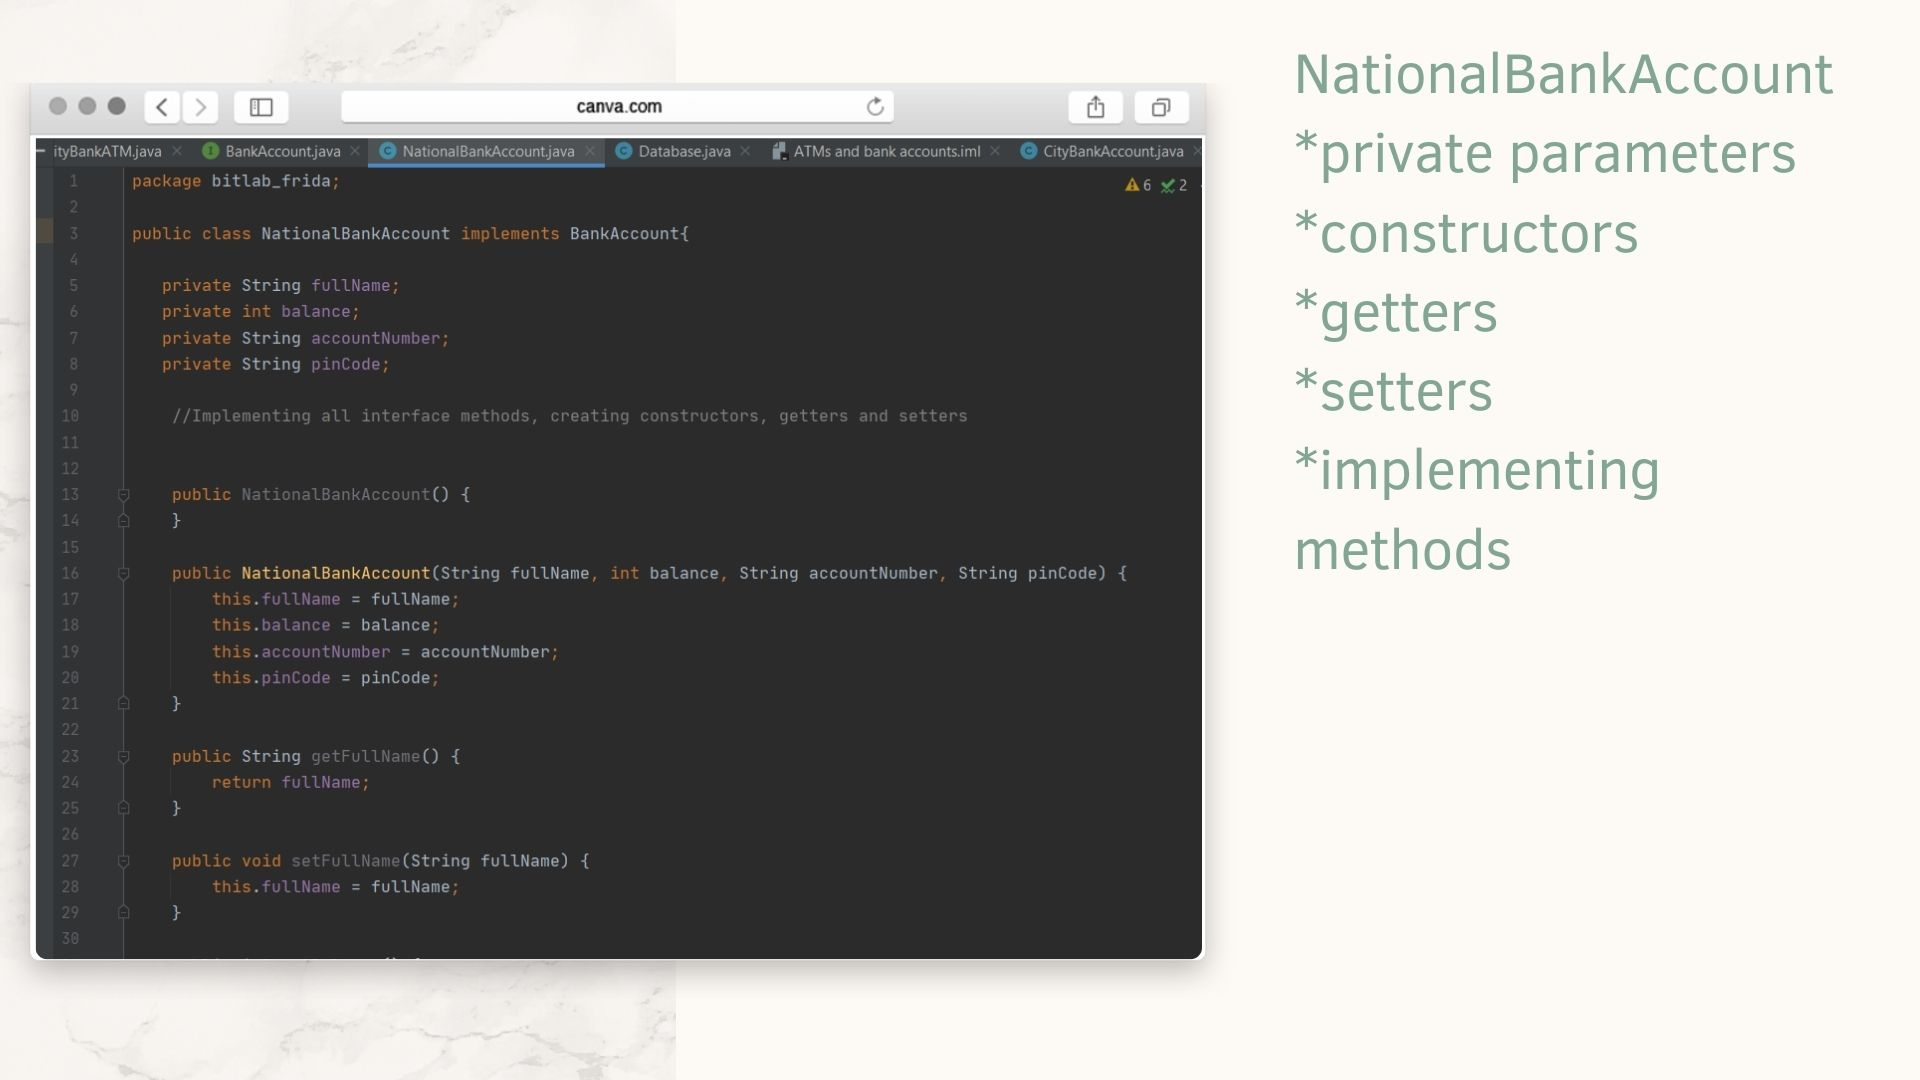 canva.com
ityBankATM.java BankAccount.java NationalBankAccount.java Database.java ATMs and bank accounts.iml CityBankAccount.java
6 2
1 package bitlab_frida;
2
3 public class NationalBankAccount implements BankAccount{
4
5 private String fullName;
6 private int balance;
7 private String accountNumber;
8 private String pinCode;
9
10 //Implementing all interface methods, creating constructors, getters and setters
11
12
13 public NationalBankAccount() {
14 }
15
16 public NationalBankAccount(String fullName, int balance, String accountNumber, String pinCode) {
17 this.fullName = fullName;
18 this.balance = balance;
19 this.accountNumber = accountNumber;
20 this.pinCode = pinCode;
21 }
22
23 public String getFullName() {
24 return fullName;
25 }
26
27 public void setFullName(String fullName) {
28 this.fullName = fullName;
29 }
30
NationalBankAccount
*private parameters
*constructors
*getters
*setters
*implementing
methods